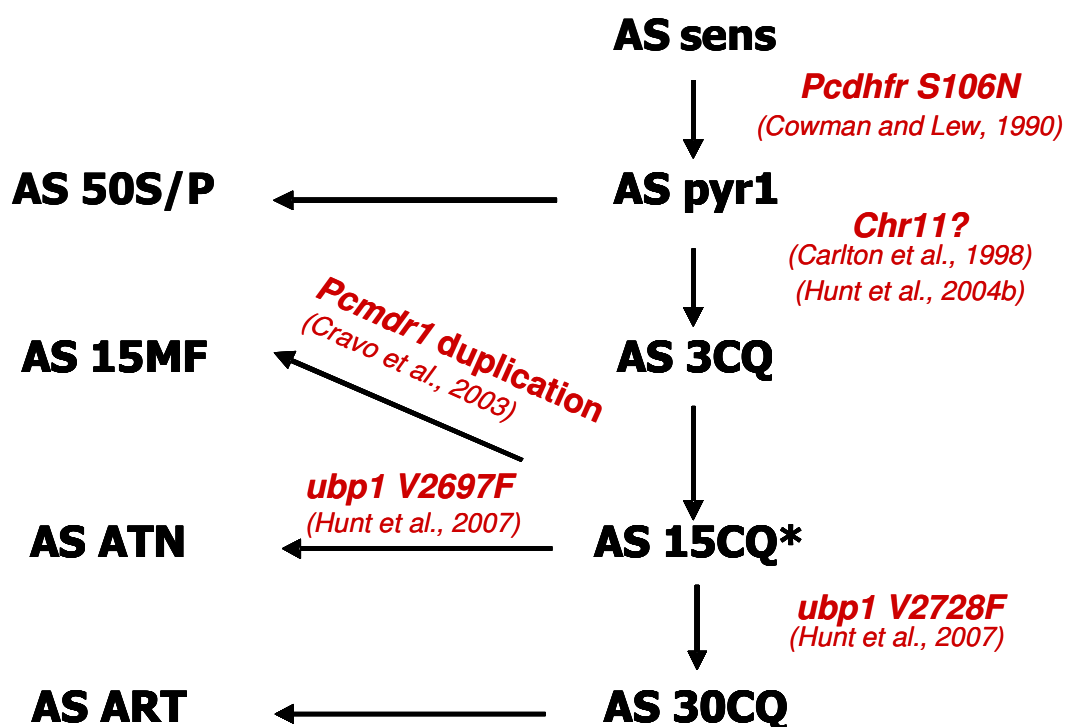 AS sens
Pcdhfr S106N
(Cowman and Lew, 1990)
AS 50S/P
AS pyr1
Chr11?
(Carlton et al., 1998)
(Hunt et al., 2004b)
Pcmdr1 duplication
(Cravo et al., 2003)
AS 15MF
AS 3CQ
ubp1 V2697F
(Hunt et al., 2007)
AS ATN
AS 15CQ*
ubp1 V2728F
(Hunt et al., 2007)
AS ART
AS 30CQ